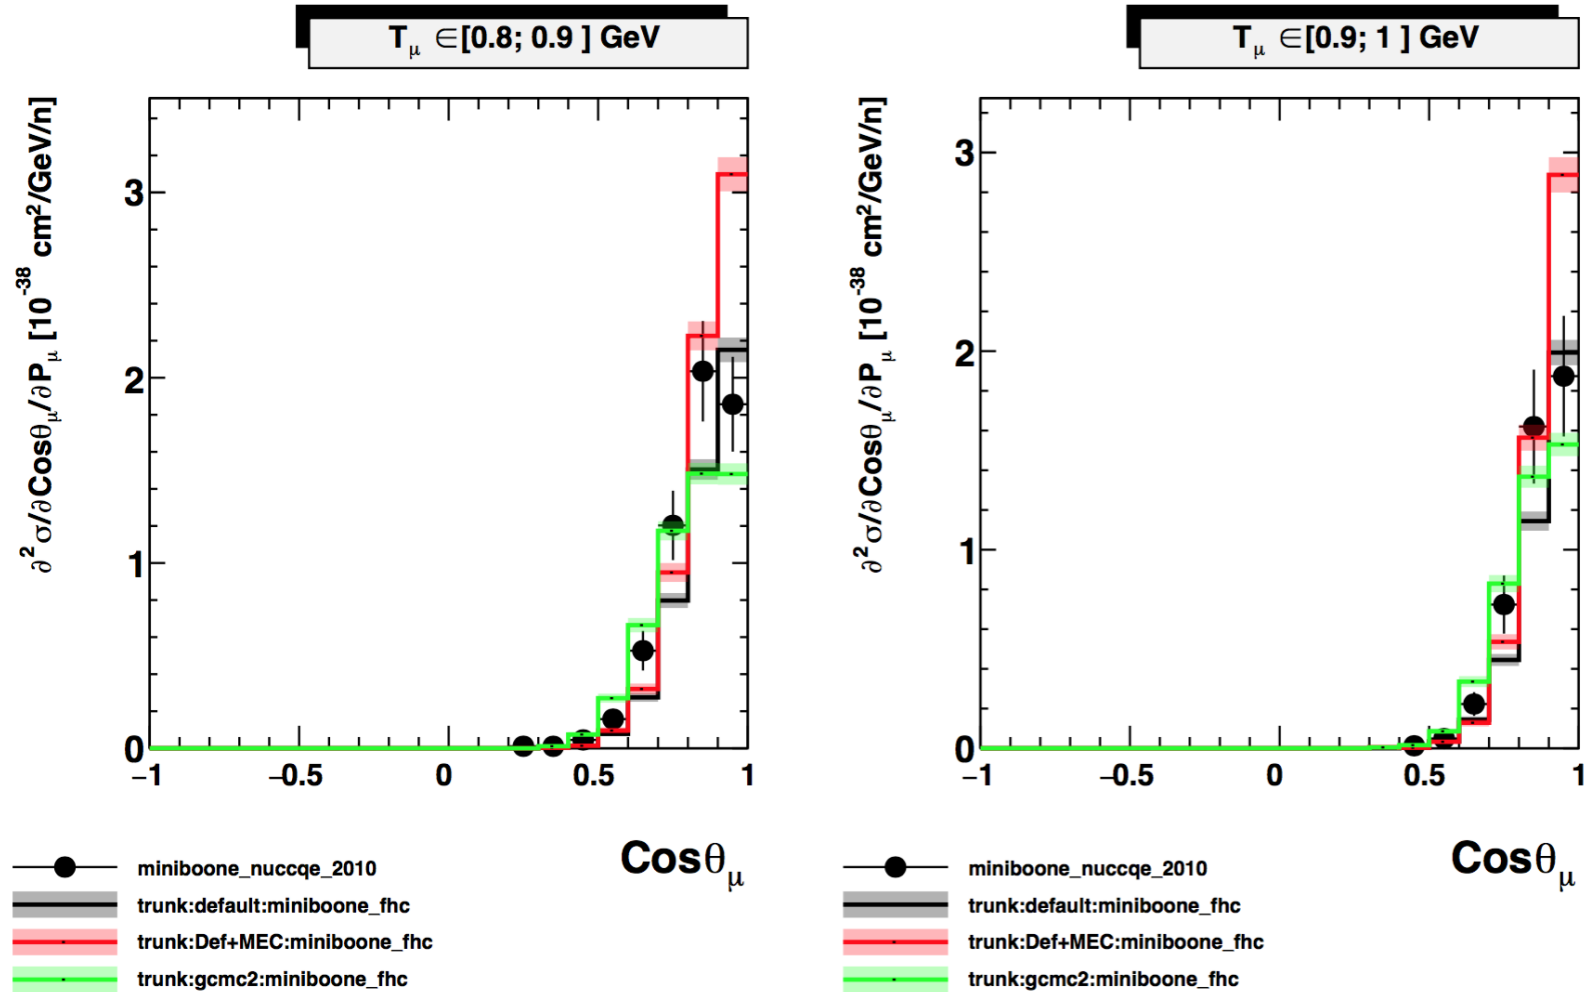 T_μ ∈[0.8; 0.9 ] GeV
∂² σ/∂Cosθ_μ/∂P_μ [10⁻³⁸ cm²/GeV/n]
3
2
1
0
−1
−0.5
0
0.5
1
Cosθ_μ
miniboone_nuccqe_2010
trunk:default:miniboone_fhc
trunk:Def+MEC:miniboone_fhc
trunk:gcmc2:miniboone_fhc
T_μ ∈[0.9; 1 ] GeV
∂² σ/∂Cosθ_μ/∂P_μ [10⁻³⁸ cm²/GeV/n]
3
2
1
0
−1
−0.5
0
0.5
1
Cosθ_μ
miniboone_nuccqe_2010
trunk:default:miniboone_fhc
trunk:Def+MEC:miniboone_fhc
trunk:gcmc2:miniboone_fhc